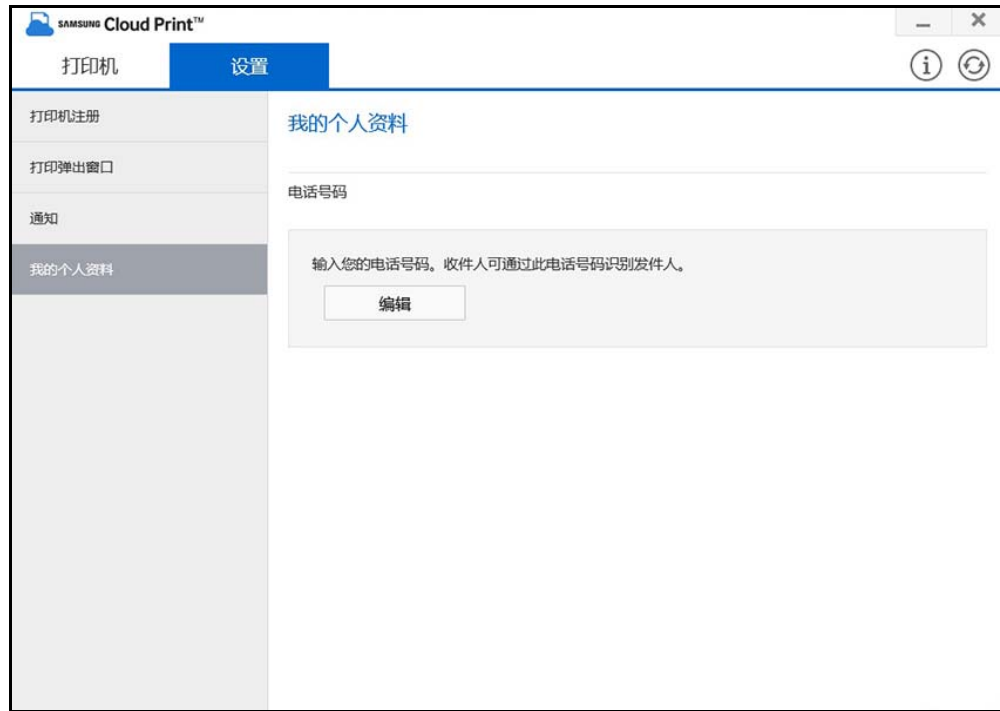 SAMSUNG Cloud Print™
打印机
设置
打印机注册
打印弹出窗口
通知
我的个人资料
我的个人资料
电话号码
输入您的电话号码。收件人可通过此电话号码识别发件人。
编辑